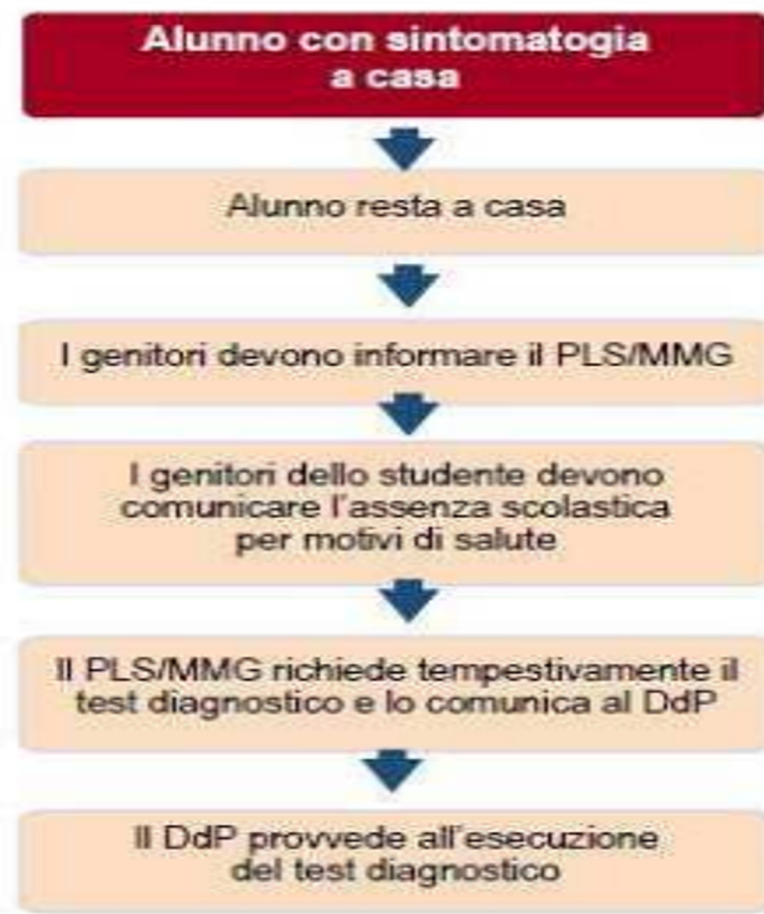 Alunno con sintomatogia
a casa
Alunno resta a casa
I genitori devono informare il PLS/MMG
I genitori dello studente devono
comunicare l'assenza scolastica
per motivi di salute
Il PLS/MMG richiede tempestivamente il
test diagnostico e lo comunica al DdP
Il DdP provvede all'esecuzione
del test diagnostico